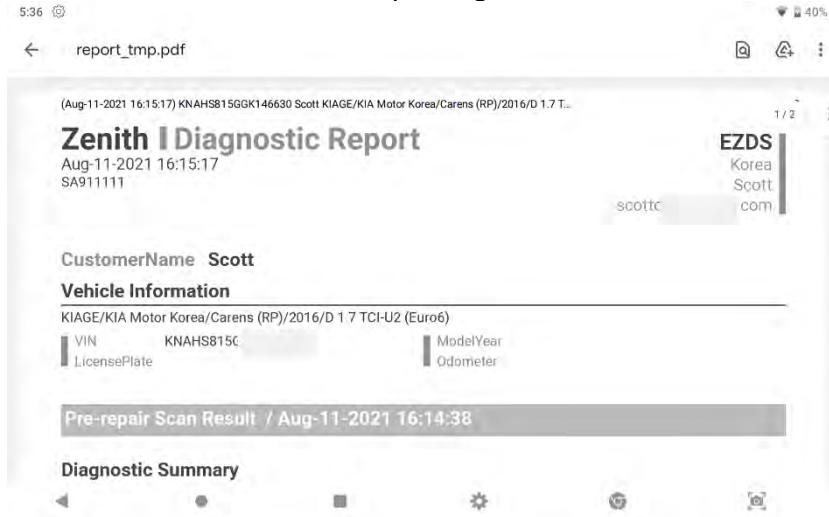 5:36 40%
report_tmp.pdf
(Aug-11-2021 16:15:17) KNAHS815GGK146630 Scott KIAGE/KIA Motor Korea/Carens (RP)/2016/D 1.7 T...
1 / 2
Zenith Diagnostic Report
EZDS
Aug-11-2021 16:15:17
Korea
SA911111
Scott
scottc com
CustomerName Scott
Vehicle Information
KIAGE/KIA Motor Korea/Carens (RP)/2016/D 1 7 TCI-U2 (Euro6)
VIN KNAHS815G ModelYear
LicensePlate Odometer
Pre-repair Scan Result / Aug-11-2021 16:14:38
Diagnostic Summary